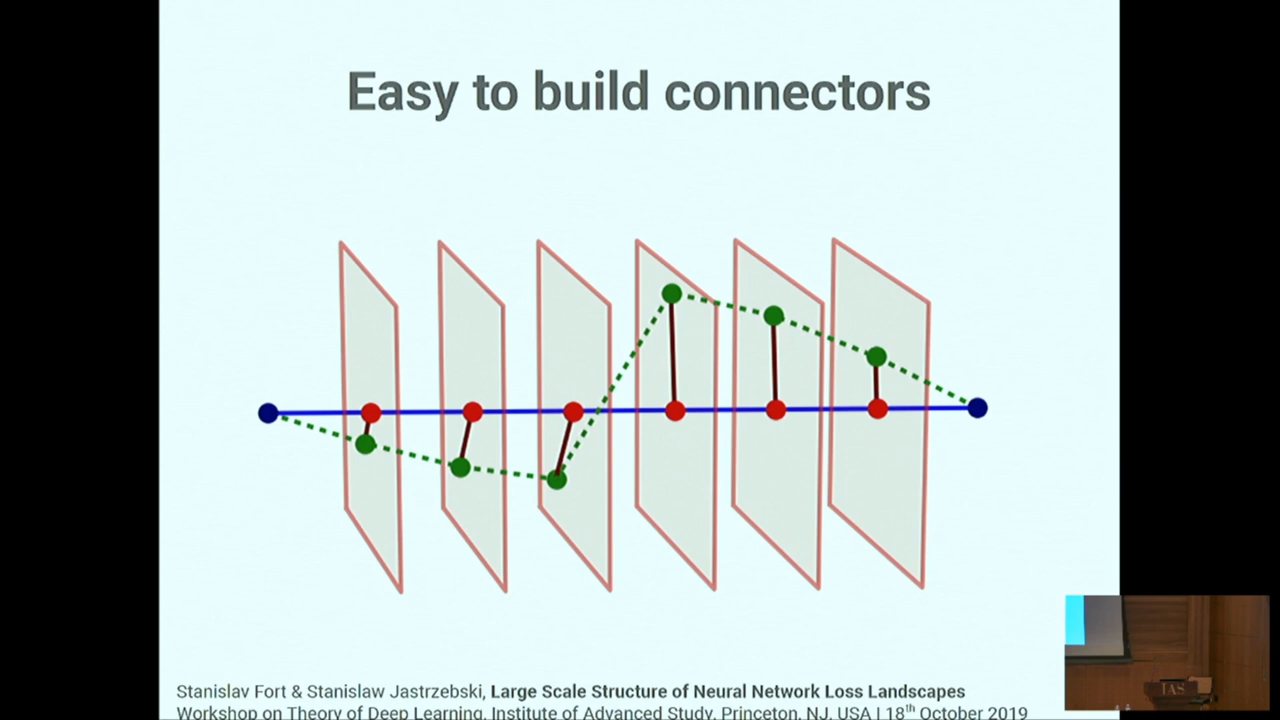 Easy to build connectors
Stanislav Fort & Stanislaw Jastrzebski, Large Scale Structure of Neural Network Loss Landscapes
Workshop on Theory of Deep Learning, Institute of Advanced Study, Princeton, NJ, USA | 18th October 2019
IAS